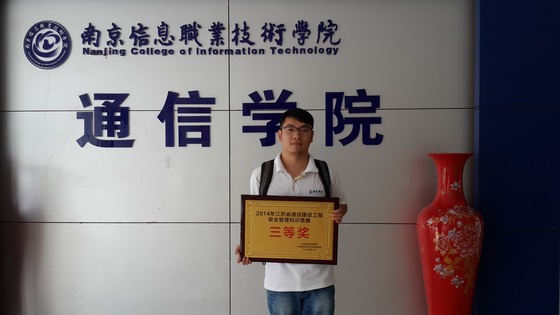 南京信息職業技術學院
Nanjing College of Information Technology
通信学院
2014年江苏省通信建设工程
安全管理知识竞赛
三等奖